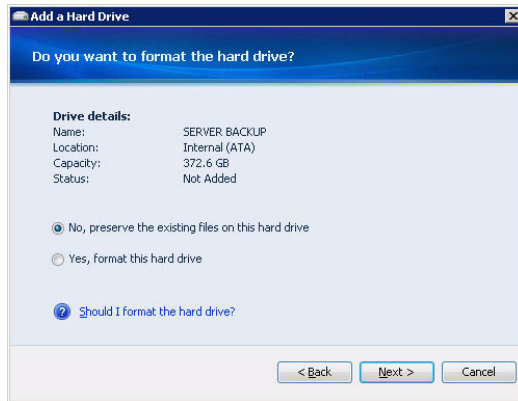 Add a Hard Drive
Do you want to format the hard drive?
Drive details:
Name: SERVER BACKUP
Location: Internal (ATA)
Capacity: 372.6 GB
Status: Not Added
No, preserve the existing files on this hard drive
Yes, format this hard drive
Should I format the hard drive?
< Back Next > Cancel